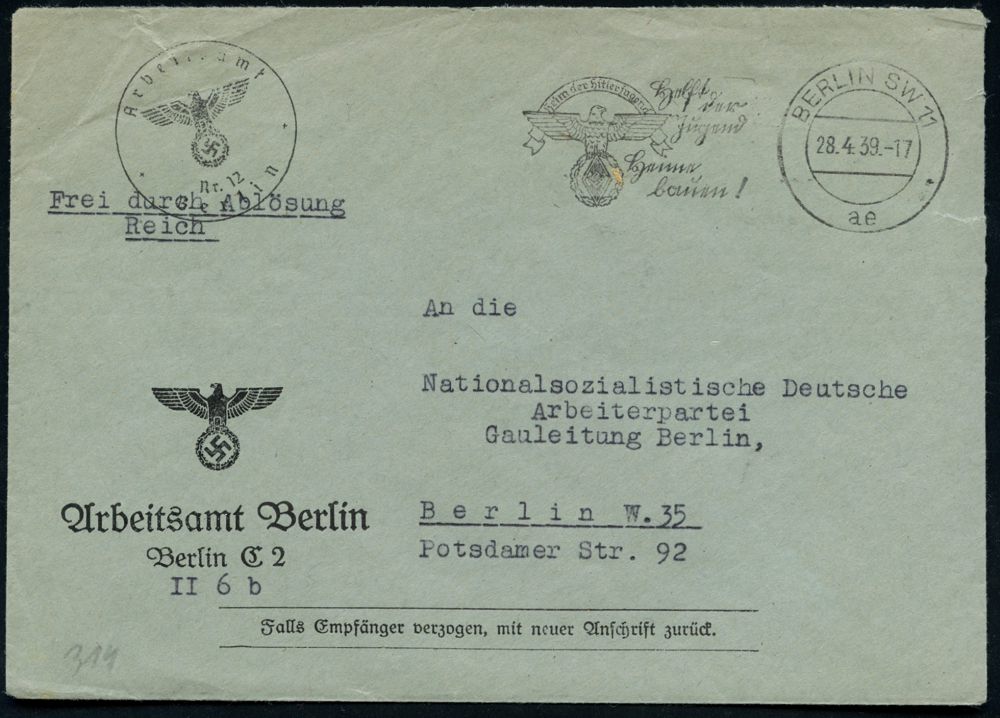 Arbeitsamt
Nr. 12
Berlin
Frei durch Ablösung
Reich
Heim der Hitlerjugend
Helft
der
Jugend
Heime
bauen!
BERLIN SW 11
28.4.39.-17
ae
An die
Nationalsozialistische Deutsche
Arbeiterpartei
Gauleitung Berlin,
Berlin W.35
Potsdamer Str. 92
Arbeitsamt Berlin
Berlin C 2
II 6 b
Falls Empfänger verzogen, mit neuer Anschrift zurück.
314